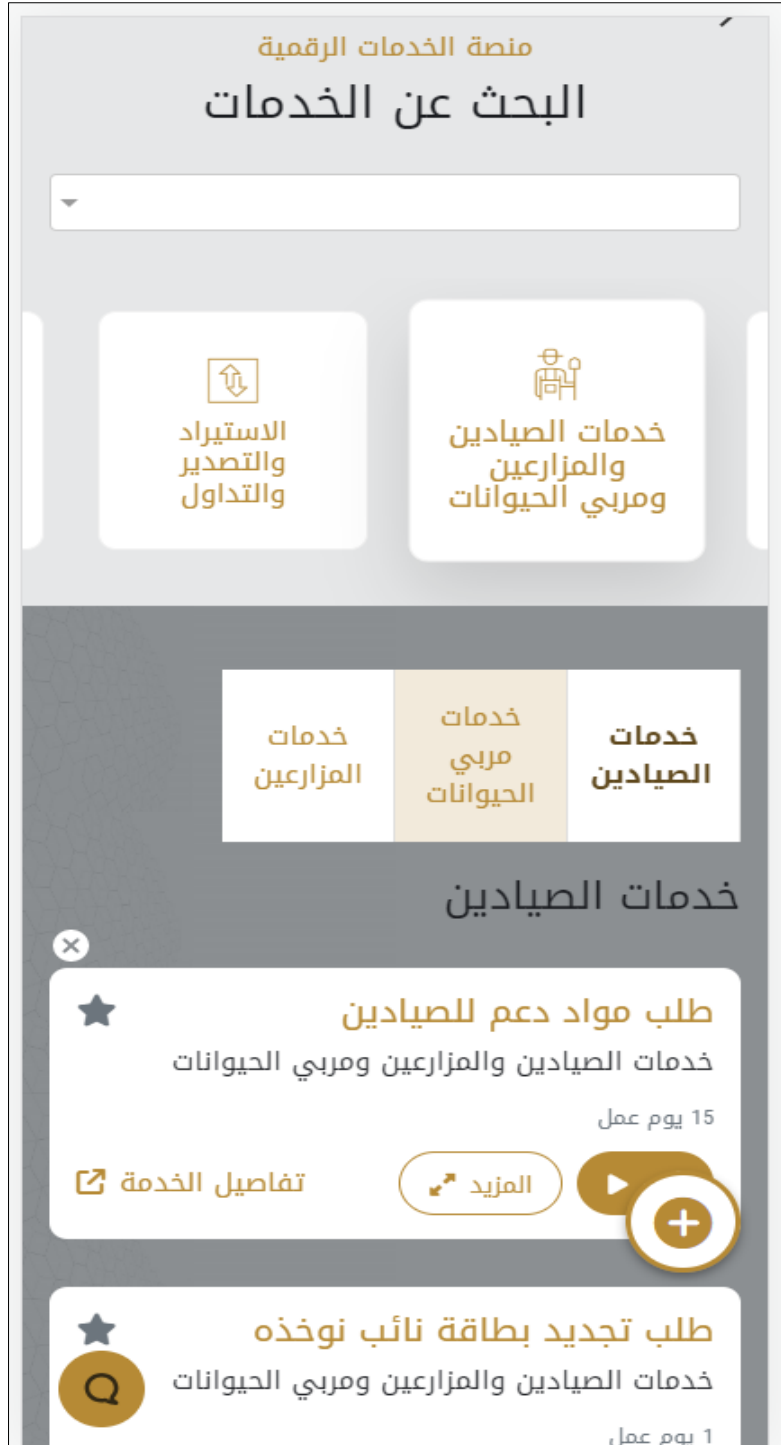 منصة الخدمات الرقمية
البحث عن الخدمات
خدمات الصيادين
والمزارعين
ومربي الحيوانات
الاستيراد
والتصدير
والتداول
خدمات
الصيادين
خدمات
مربي
الحيوانات
خدمات
المزارعين
خدمات الصيادين
طلب مواد دعم للصيادين
خدمات الصيادين والمزارعين ومربي الحيوانات
15 يوم عمل
المزيد
تفاصيل الخدمة
طلب تجديد بطاقة نائب نوخذه
خدمات الصيادين والمزارعين ومربي الحيوانات
1 يوم عمل